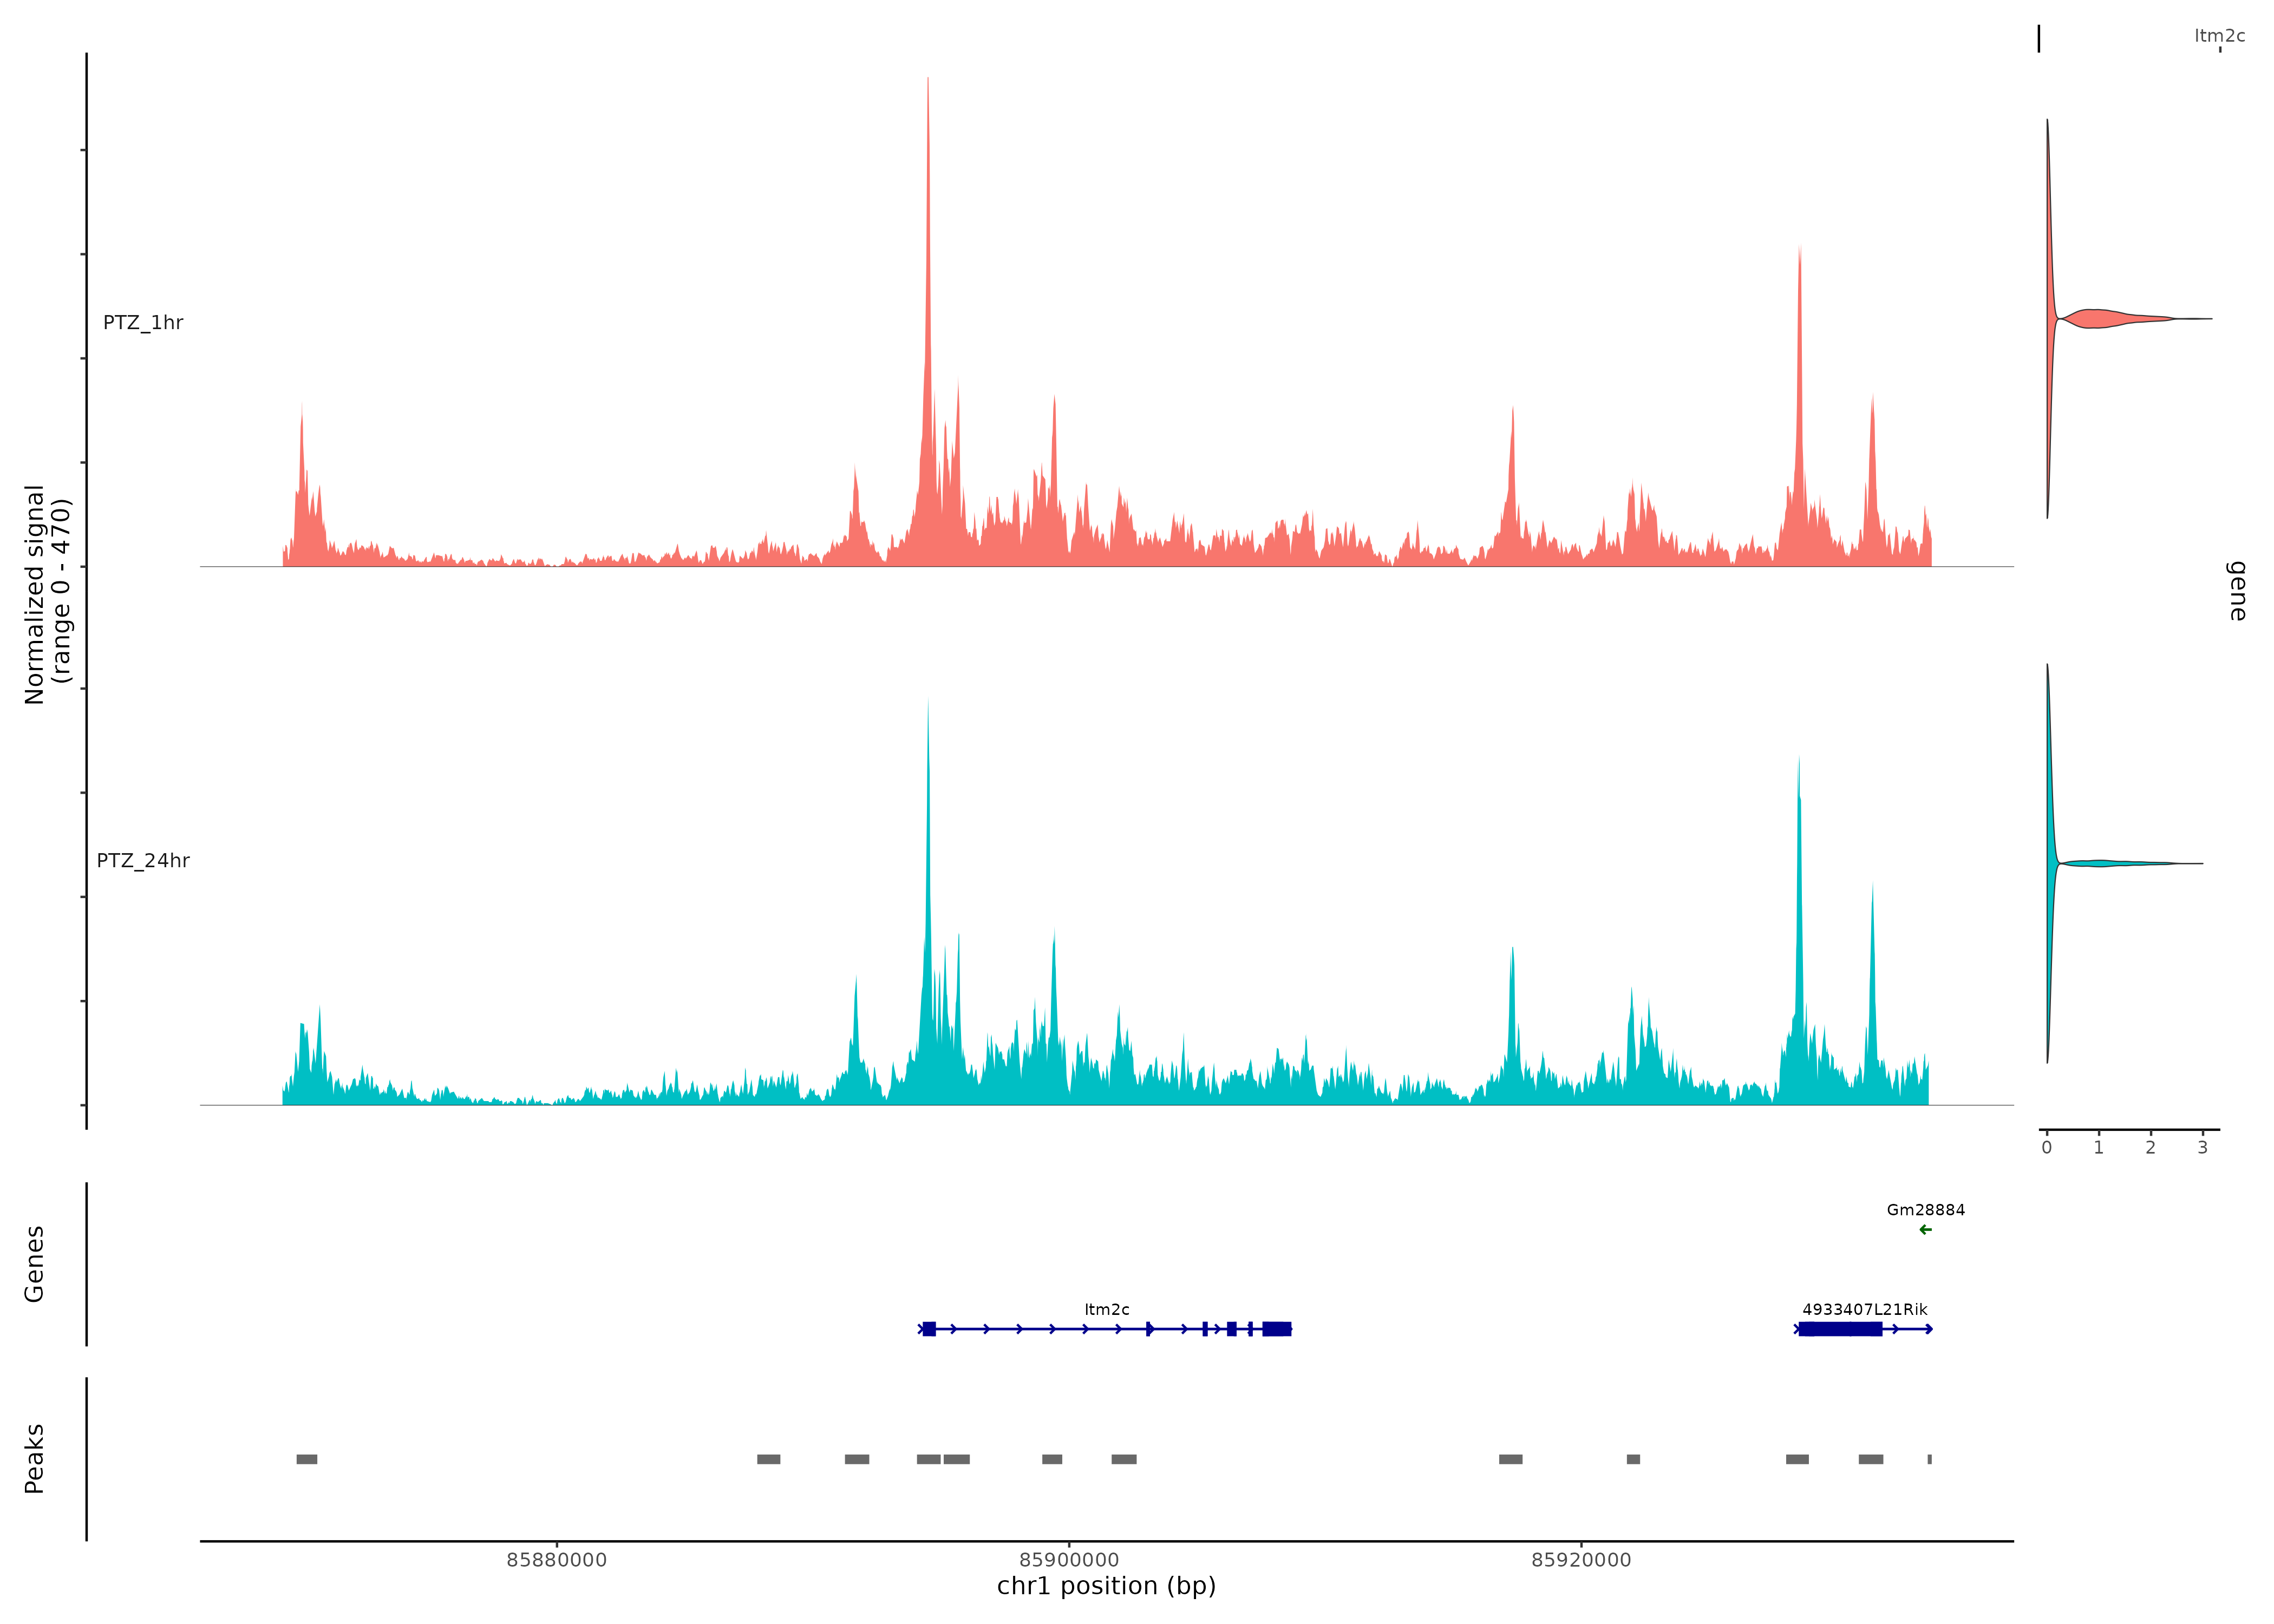 Itm2c
Normalized signal
(range 0 - 470)
PTZ_1hr
PTZ_24hr
gene
0 1 2 3
Genes
Gm28884
Itm2c
4933407L21Rik
Peaks
85880000 85900000 85920000
chr1 position (bp)